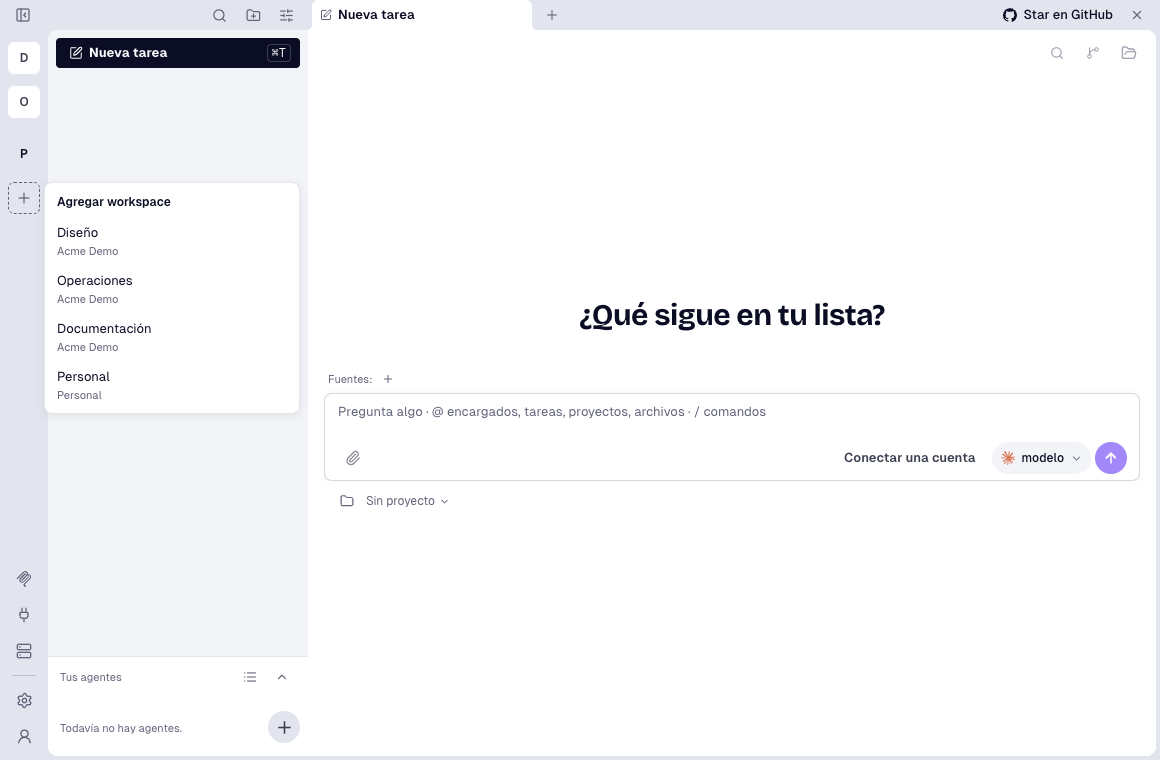 Nueva tarea
Star en GitHub
D
Nueva tarea
⌘T
O
P
Agregar workspace
Diseño
Acme Demo
Operaciones
Acme Demo
Documentación
Acme Demo
Personal
Personal
¿Qué sigue en tu lista?
Fuentes:
Pregunta algo · @ encargados, tareas, proyectos, archivos · / comandos
Conectar una cuenta
modelo
Sin proyecto
Tus agentes
Todavía no hay agentes.